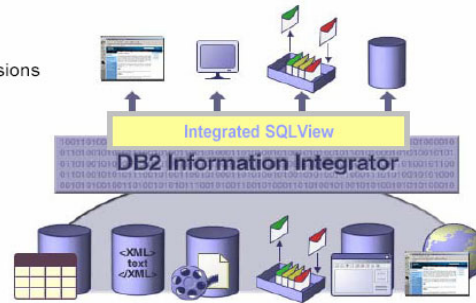 sions
Integrated SQLView
DB2 Information Integrator
<XML>
text
</XML>